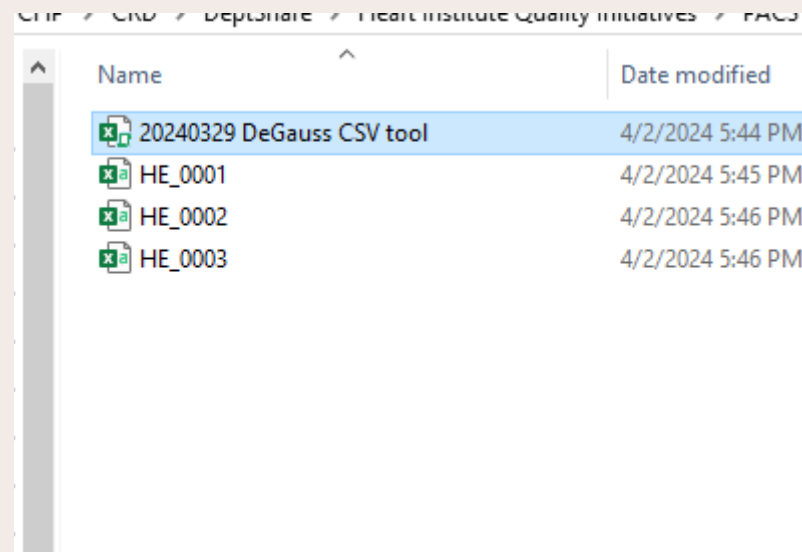 CRD > DeptShare > Heart Institute Quality Initiatives > PACS
Name Date modified
20240329 DeGauss CSV tool 4/2/2024 5:44 PM
HE_0001 4/2/2024 5:45 PM
HE_0002 4/2/2024 5:46 PM
HE_0003 4/2/2024 5:46 PM